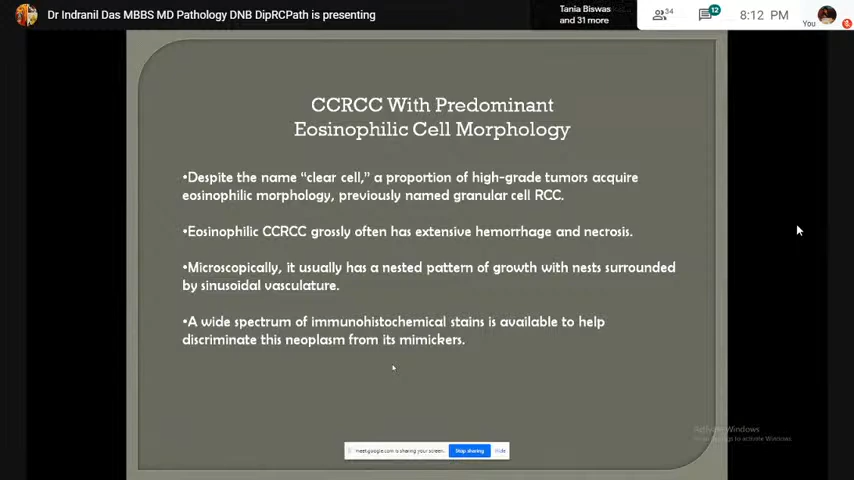 Dr Indranil Das MBBS MD Pathology DNB DipRCPath is presenting
Tania Biswas
and 31 more
34
12
8:12 PM
You
CCRCC With Predominant
Eosinophilic Cell Morphology
•Despite the name “clear cell,” a proportion of high-grade tumors acquire
eosinophilic morphology, previously named granular cell RCC.
•Eosinophilic CCRCC grossly often has extensive hemorrhage and necrosis.
•Microscopically, it usually has a nested pattern of growth with nests surrounded
by sinusoidal vasculature.
•A wide spectrum of immunohistochemical stains is available to help
discriminate this neoplasm from its mimickers.
Activate Windows
to activate Windows.
meet.google.com is sharing your screen.
Stop sharing
Hide